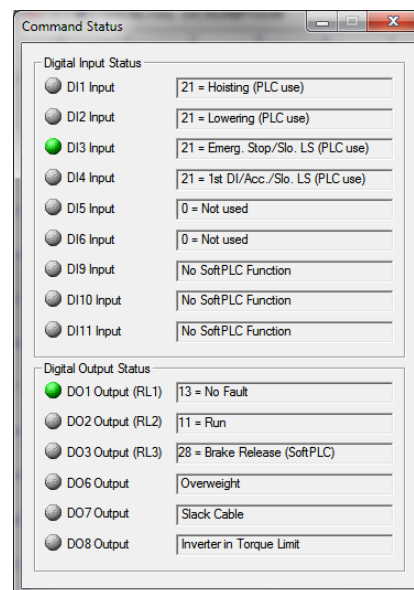 Command Status
Digital Input Status
DI1 Input 21 = Hoisting (PLC use)
DI2 Input 21 = Lowering (PLC use)
DI3 Input 21 = Emerg. Stop/Slo. LS (PLC use)
DI4 Input 21 = 1st DI/Acc./Slo. LS (PLC use)
DI5 Input 0 = Not used
DI6 Input 0 = Not used
DI9 Input No SoftPLC Function
DI10 Input No SoftPLC Function
DI11 Input No SoftPLC Function
Digital Output Status
DO1 Output (RL1) 13 = No Fault
DO2 Output (RL2) 11 = Run
DO3 Output (RL3) 28 = Brake Release (SoftPLC)
DO6 Output Overweight
DO7 Output Slack Cable
DO8 Output Inverter in Torque Limit